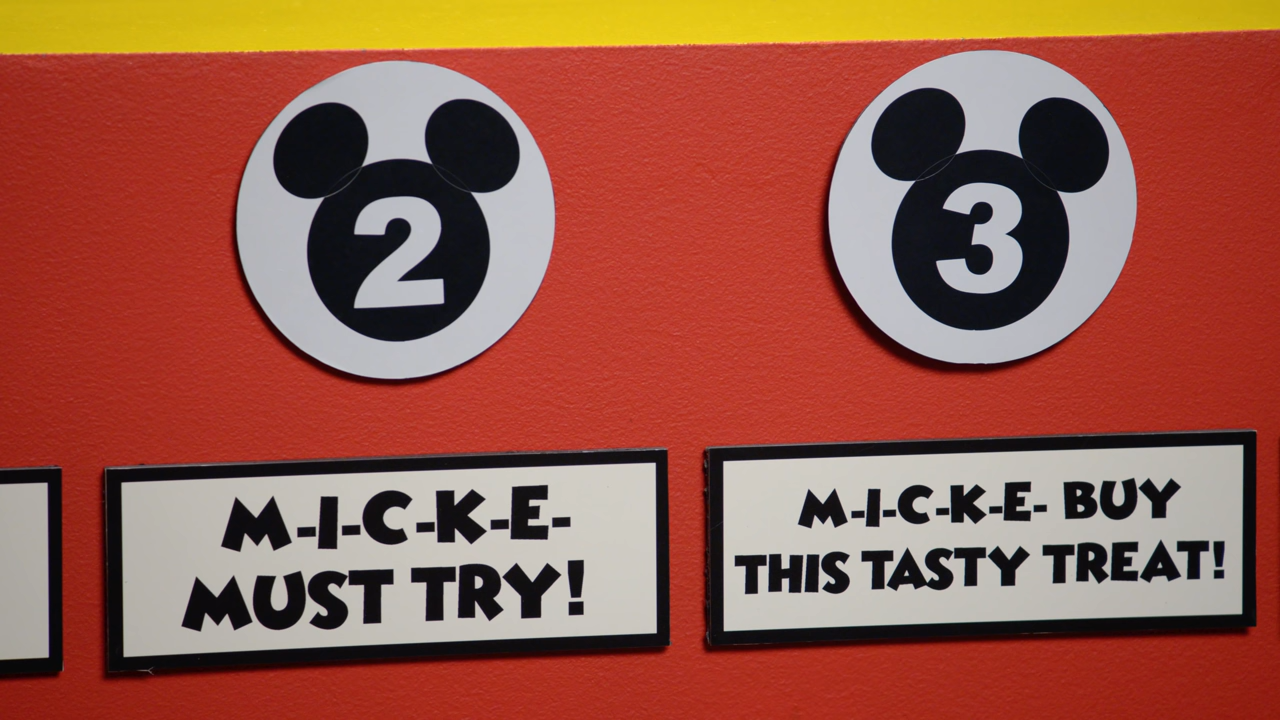 2
M-I-C-K-E-
MUST TRY!
3
M-I-C-K-E- BUY
THIS TASTY TREAT!